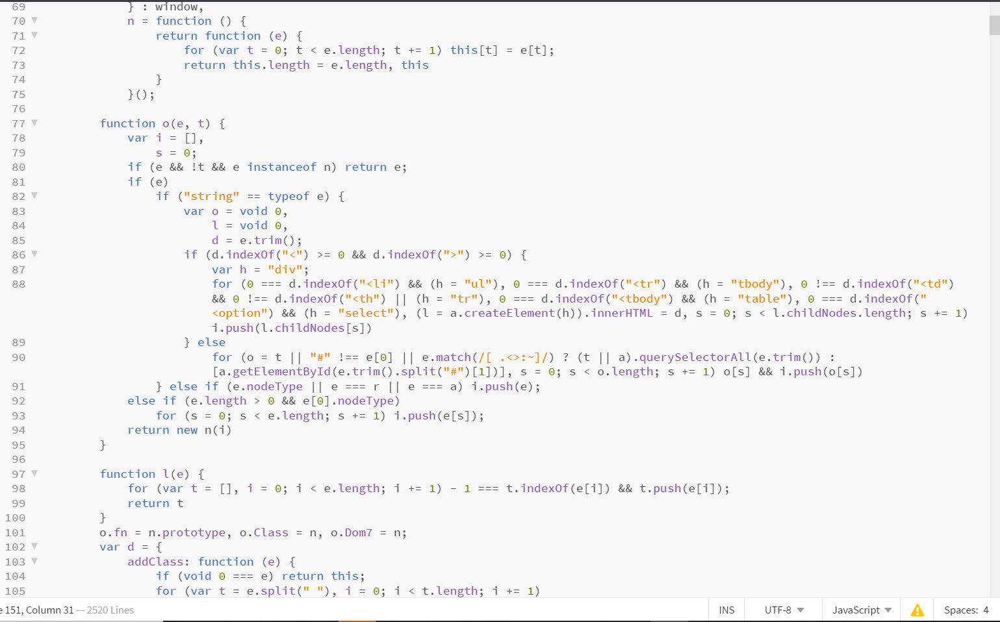 69 } : window,
70 n = function () {
71 return function (e) {
72 for (var t = 0; t < e.length; t += 1) this[t] = e[t];
73 return this.length = e.length, this
74 }
75 }();
76
77 function o(e, t) {
78 var i = [],
79 s = 0;
80 if (e && !t && e instanceof n) return e;
81 if (e)
82 if ("string" == typeof e) {
83 var o = void 0,
84 l = void 0,
85 d = e.trim();
86 if (d.indexOf("<") >= 0 && d.indexOf(">") >= 0) {
87 var h = "div";
88 for (0 === d.indexOf("<li") && (h = "ul"), 0 === d.indexOf("<tr") && (h = "tbody"), 0 !== d.indexOf("<td")
&& 0 !== d.indexOf("<th") || (h = "tr"), 0 === d.indexOf("<tbody") && (h = "table"), 0 === d.indexOf("
<option") && (h = "select"), (l = a.createElement(h)).innerHTML = d, s = 0; s < l.childNodes.length; s += 1)
i.push(l.childNodes[s])
89 } else
90 for (o = t || "#" !== e[0] || e.match(/[ .<>:~]/) ? (t || a).querySelectorAll(e.trim()) :
[a.getElementById(e.trim().split("#")[1])], s = 0; s < o.length; s += 1) o[s] && i.push(o[s])
91 } else if (e.nodeType || e === r || e === a) i.push(e);
92 else if (e.length > 0 && e[0].nodeType)
93 for (s = 0; s < e.length; s += 1) i.push(e[s]);
94 return new n(i)
95 }
96
97 function l(e) {
98 for (var t = [], i = 0; i < e.length; i += 1) - 1 === t.indexOf(e[i]) && t.push(e[i]);
99 return t
100 }
101 o.fn = n.prototype, o.Class = n, o.Dom7 = n;
102 var d = {
103 addClass: function (e) {
104 if (void 0 === e) return this;
105 for (var t = e.split(" "), i = 0; i < t.length; i += 1)
e 151, Column 31 — 2520 Lines INS UTF-8 JavaScript Spaces: 4